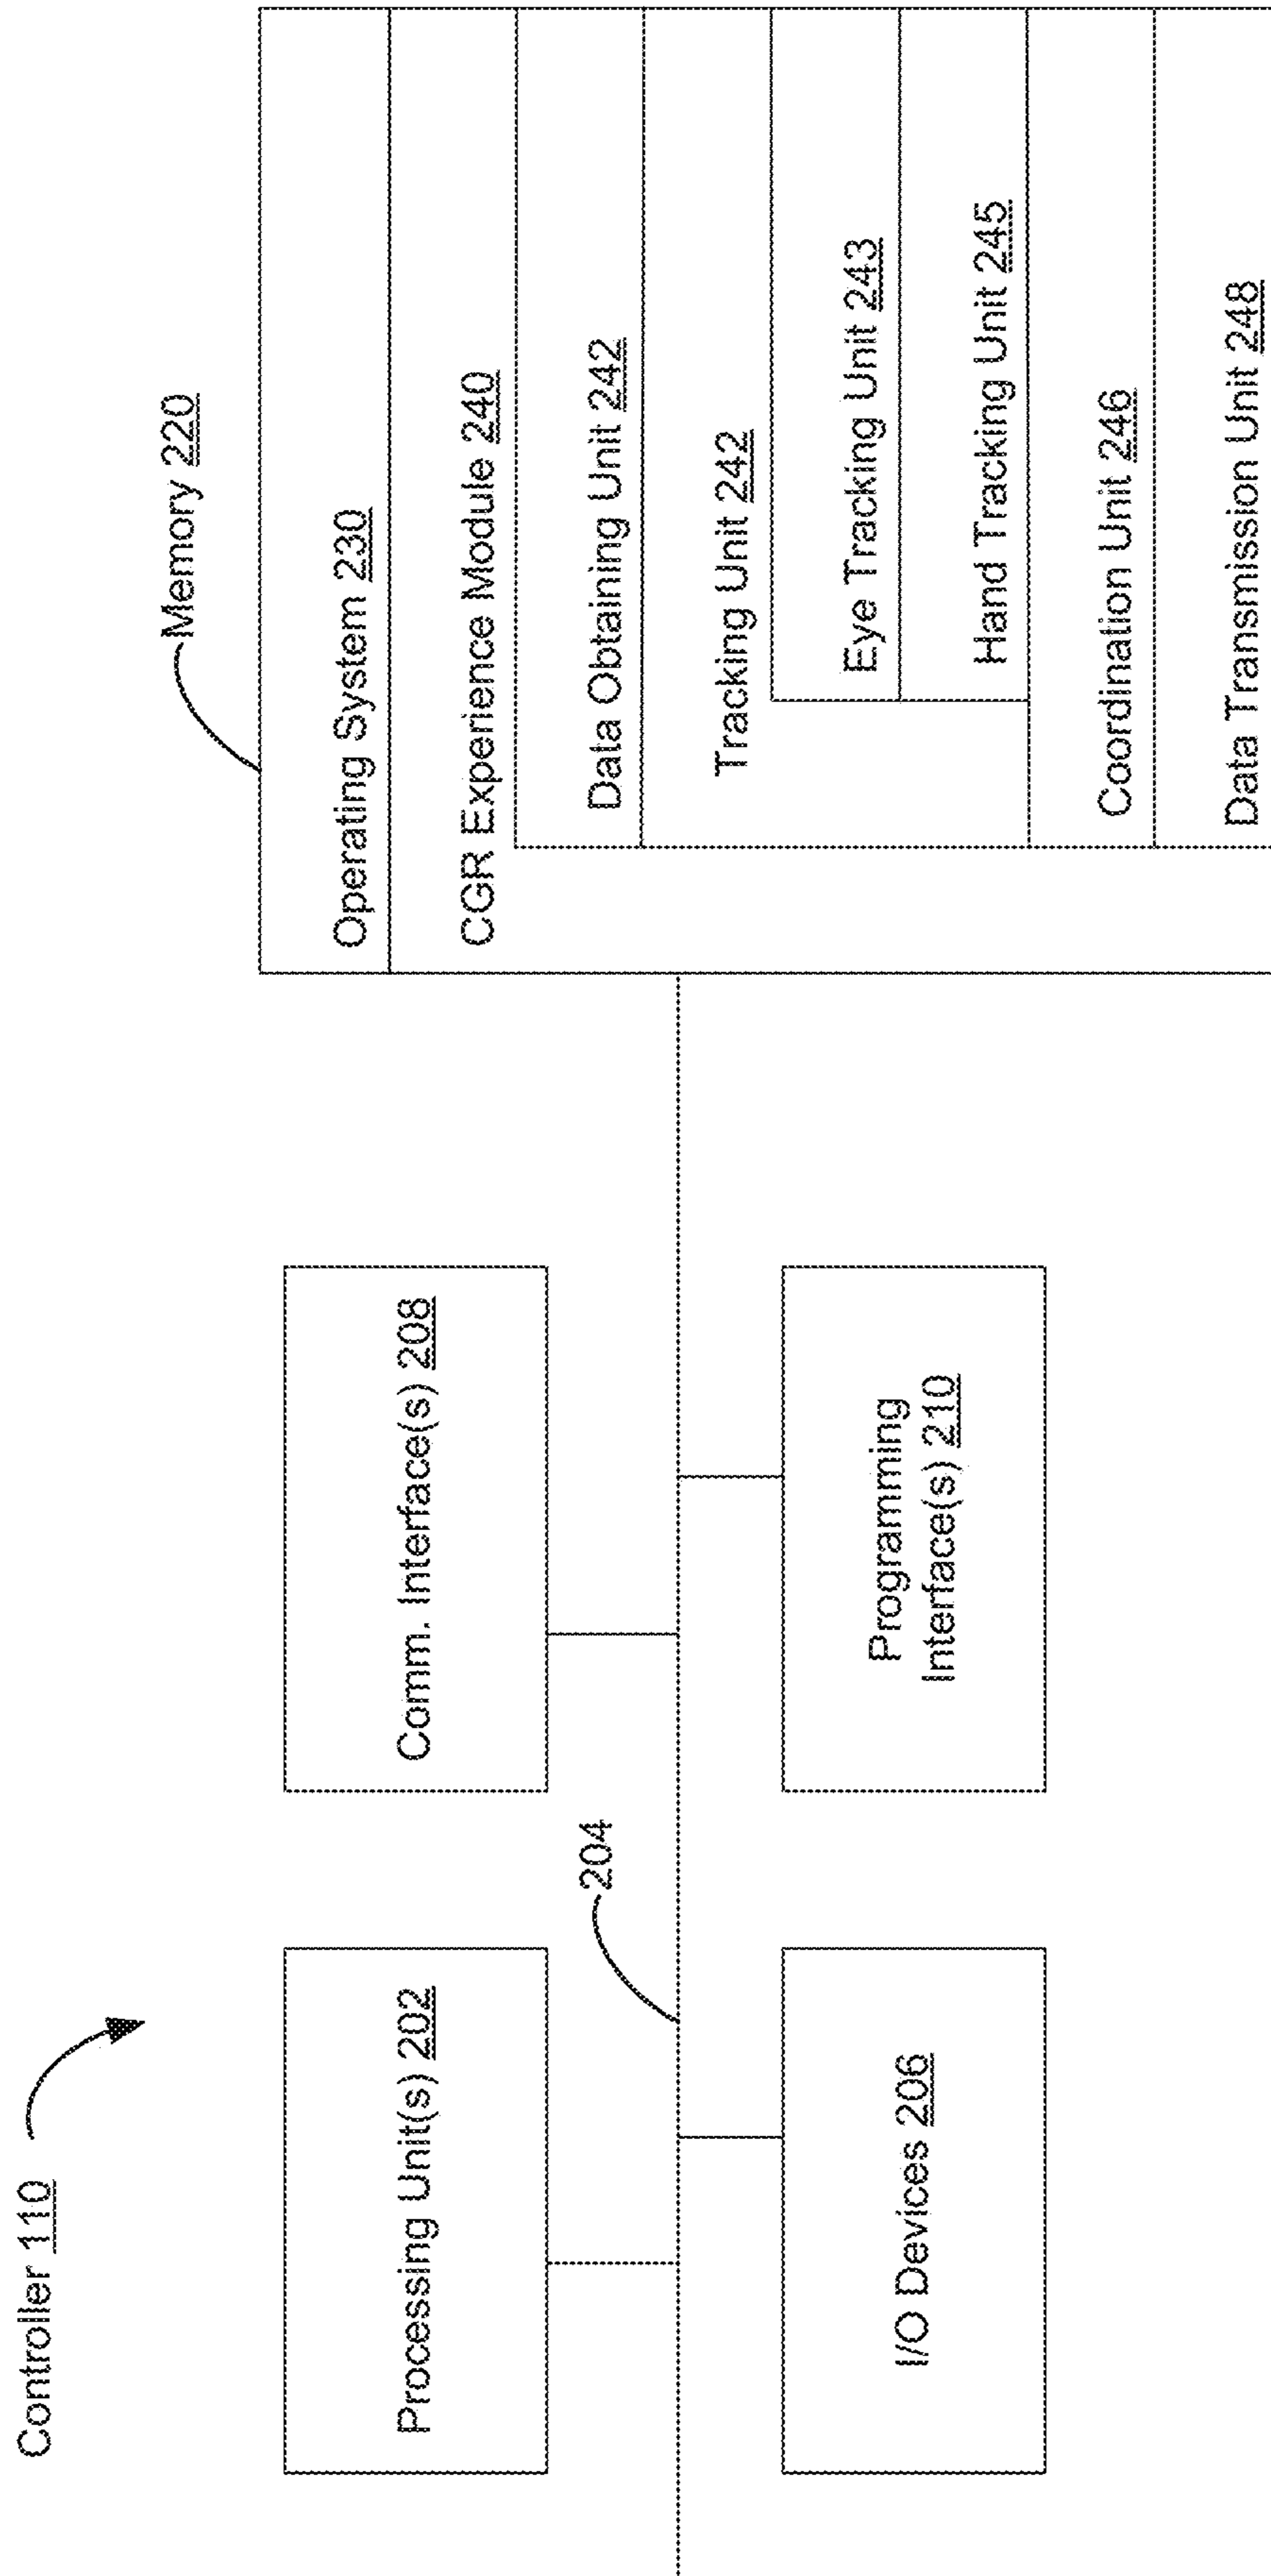 Controller 110
Processing Unit(s) 202
Comm. Interface(s) 208
204
I/O Devices 206
Programming
Interface(s) 210
Memory 220
Operating System 230
CGR Experience Module 240
Data Obtaining Unit 242
Tracking Unit 242
Eye Tracking Unit 243
Hand Tracking Unit 245
Coordination Unit 246
Data Transmission Unit 248